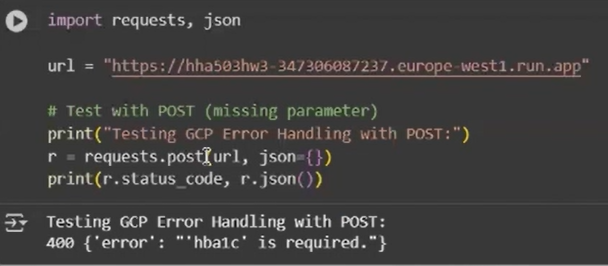 import requests, json
url = "https://hha503hw3-347306087237.europe-west1.run.app"
# Test with POST (missing parameter)
print("Testing GCP Error Handling with POST:")
r = requests.post(url, json={})
print(r.status_code, r.json())
Testing GCP Error Handling with POST:
400 {'error': "'hba1c' is required."}